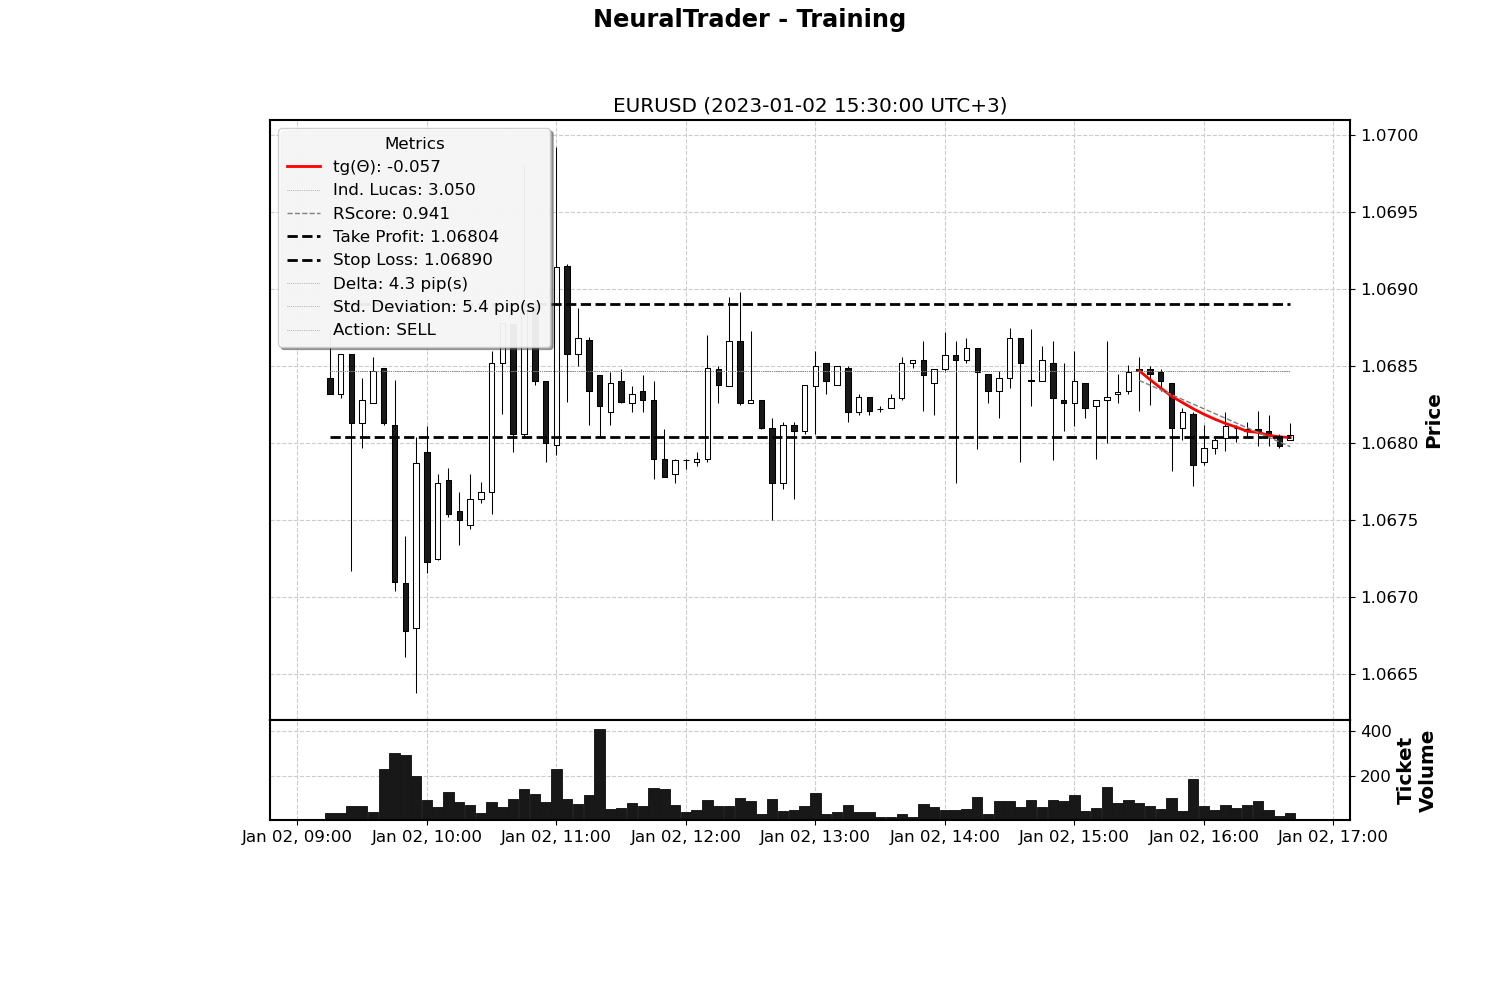 NeuralTrader - Training
EURUSD (2023-01-02 15:30:00 UTC+3)
Metrics
tg(Θ): -0.057
Ind. Lucas: 3.050
RScore: 0.941
Take Profit: 1.06804
Stop Loss: 1.06890
Delta: 4.3 pip(s)
Std. Deviation: 5.4 pip(s)
Action: SELL
1.0700
1.0695
1.0690
1.0685
1.0680
1.0675
1.0670
1.0665
Price
400
200
Ticket
Volume
Jan 02, 09:00 Jan 02, 10:00 Jan 02, 11:00 Jan 02, 12:00 Jan 02, 13:00 Jan 02, 14:00 Jan 02, 15:00 Jan 02, 16:00 Jan 02, 17:00